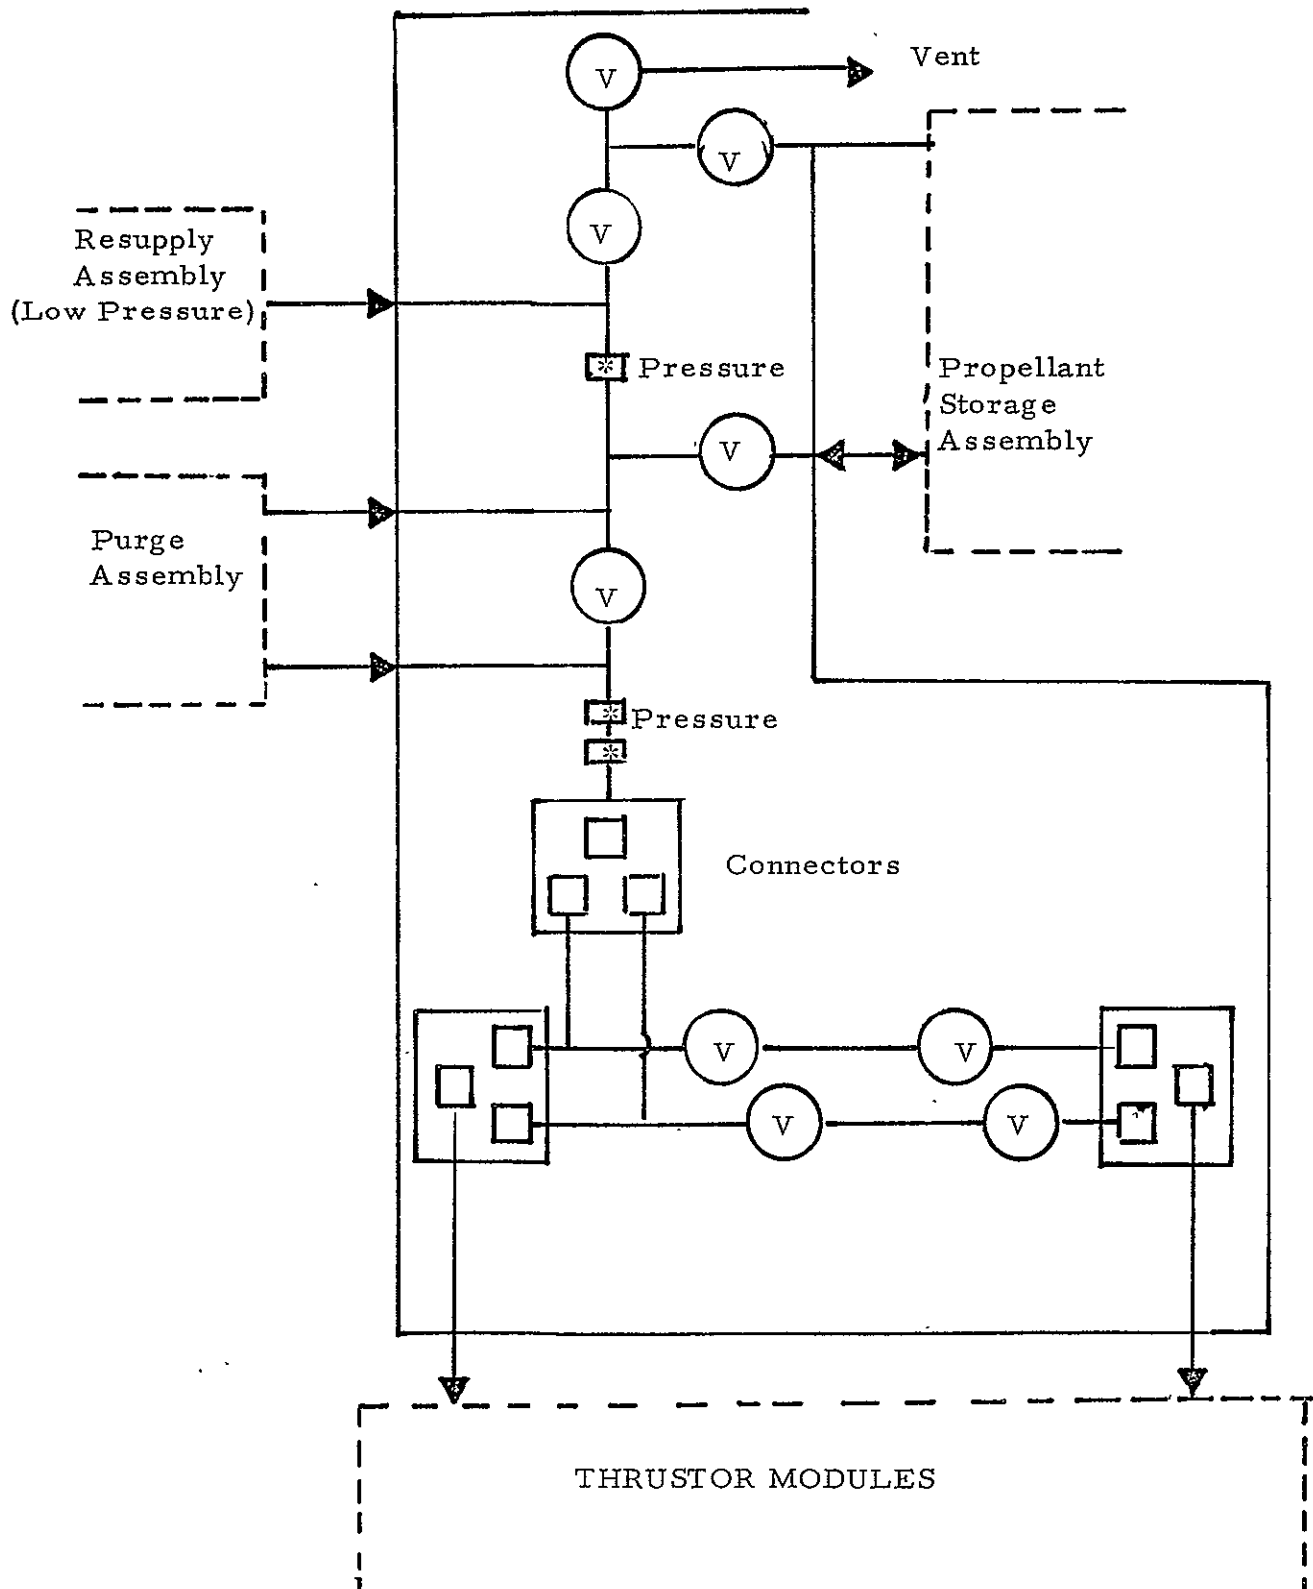 V
Vent
V
V
Resupply
Assembly
(Low Pressure)
* Pressure
Propellant
Storage
Assembly
V
Purge
Assembly
V
* Pressure
*
Connectors
V
V
V
V
THRUSTOR MODULES